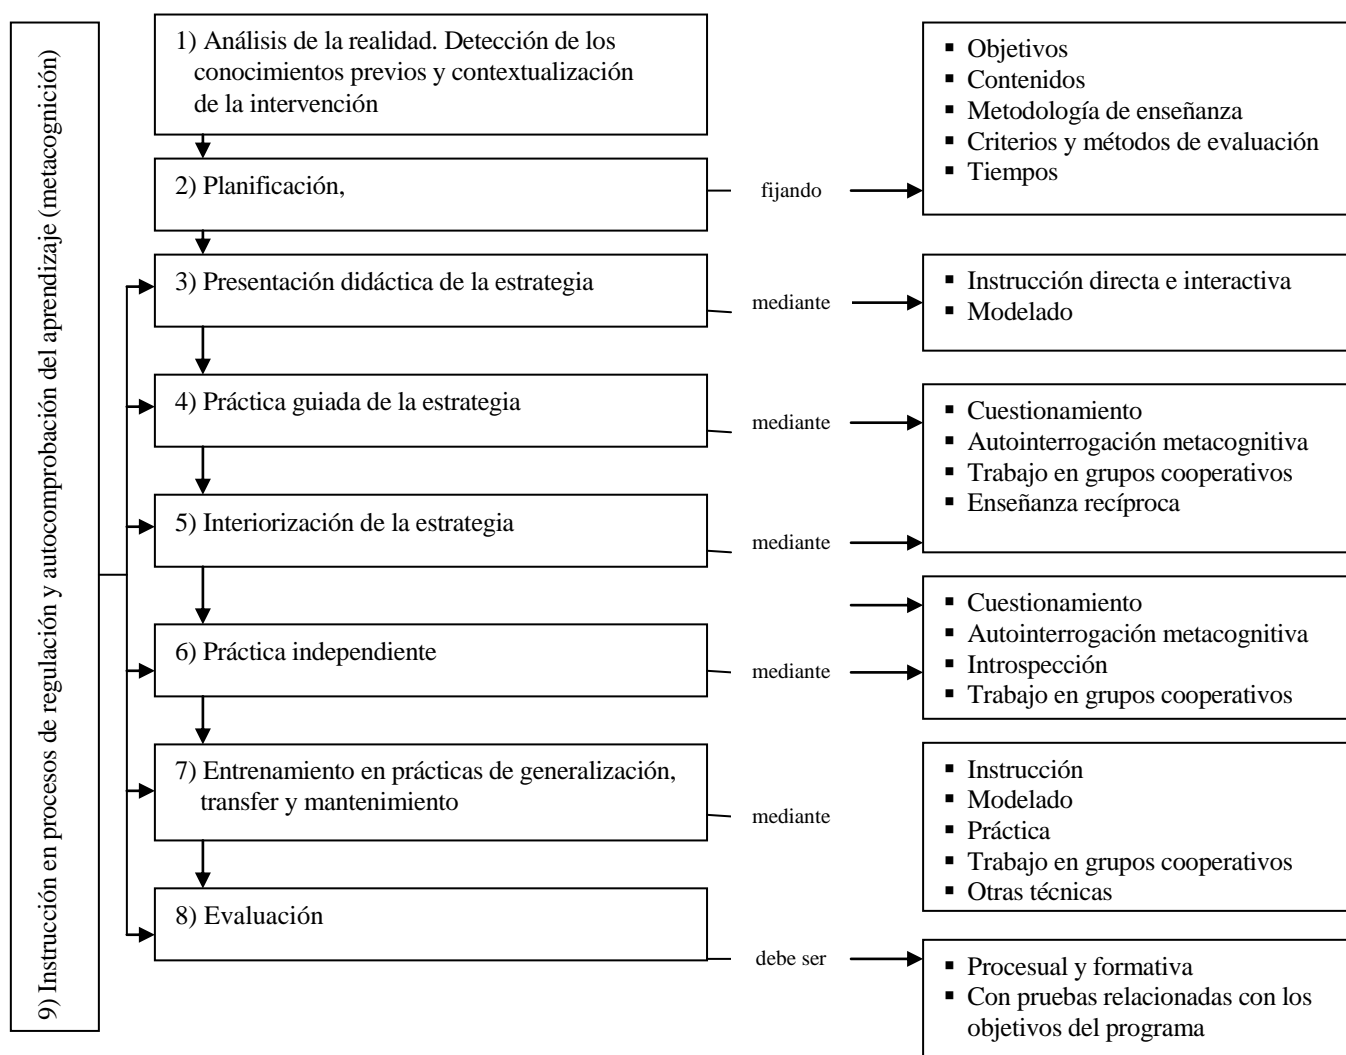 9) Instrucción en procesos de regulación y autocomprobación del aprendizaje (metacognición)
1) Análisis de la realidad. Detección de los
conocimientos previos y contextualización
de la intervención
2) Planificación,
fijando
▪ Objetivos
▪ Contenidos
▪ Metodología de enseñanza
▪ Criterios y métodos de evaluación
▪ Tiempos
3) Presentación didáctica de la estrategia
mediante
▪ Instrucción directa e interactiva
▪ Modelado
4) Práctica guiada de la estrategia
mediante
▪ Cuestionamiento
▪ Autointerrogación metacognitiva
▪ Trabajo en grupos cooperativos
▪ Enseñanza recíproca
5) Interiorización de la estrategia
mediante
6) Práctica independiente
mediante
▪ Cuestionamiento
▪ Autointerrogación metacognitiva
▪ Introspección
▪ Trabajo en grupos cooperativos
7) Entrenamiento en prácticas de generalización,
transfer y mantenimiento
mediante
▪ Instrucción
▪ Modelado
▪ Práctica
▪ Trabajo en grupos cooperativos
▪ Otras técnicas
8) Evaluación
debe ser
▪ Procesual y formativa
▪ Con pruebas relacionadas con los
objetivos del programa